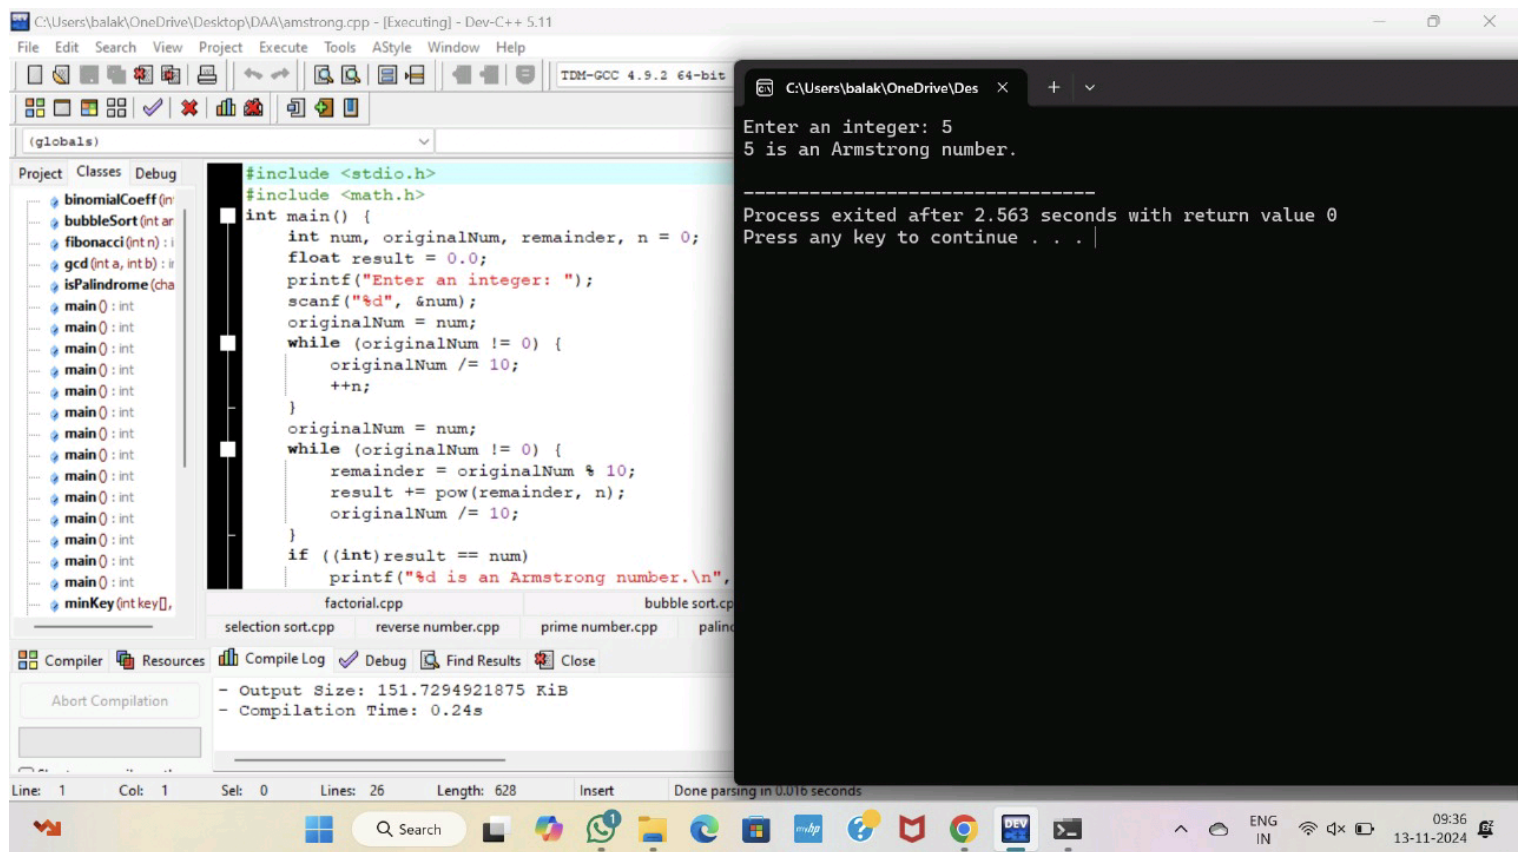 C:\Users\balak\OneDrive\Desktop\DAA\amstrong.cpp - [Executing] - Dev-C++ 5.11
File Edit Search View Project Execute Tools AStyle Window Help
TDM-GCC 4.9.2 64-bit
(globals)
Project Classes Debug
binomialCoeff (in
bubbleSort (int ar
fibonacci (int n) : i
gcd (int a, int b) : in
isPalindrome (cha
main () : int
main () : int
main () : int
main () : int
main () : int
main () : int
main () : int
main () : int
main () : int
main () : int
main () : int
main () : int
main () : int
main () : int
minKey (int key[],
#include <stdio.h>
#include <math.h>
int main() {
int num, originalNum, remainder, n = 0;
float result = 0.0;
printf("Enter an integer: ");
scanf("%d", &num);
originalNum = num;
while (originalNum != 0) {
originalNum /= 10;
++n;
}
originalNum = num;
while (originalNum != 0) {
remainder = originalNum % 10;
result += pow(remainder, n);
originalNum /= 10;
}
if ((int)result == num)
printf("%d is an Armstrong number.\n",
factorial.cpp bubble sort.cp
selection sort.cpp reverse number.cpp prime number.cpp palin
C:\Users\balak\OneDrive\Des
Enter an integer: 5
5 is an Armstrong number.
--------------------------------
Process exited after 2.563 seconds with return value 0
Press any key to continue . . .
Compiler Resources Compile Log Debug Find Results Close
Abort Compilation
- Output Size: 151.7294921875 KiB
- Compilation Time: 0.24s
Line: 1 Col: 1 Sel: 0 Lines: 26 Length: 628 Insert Done parsing in 0.016 seconds
Search
1
myhp
DEV
ENG
IN
09:36
13-11-2024